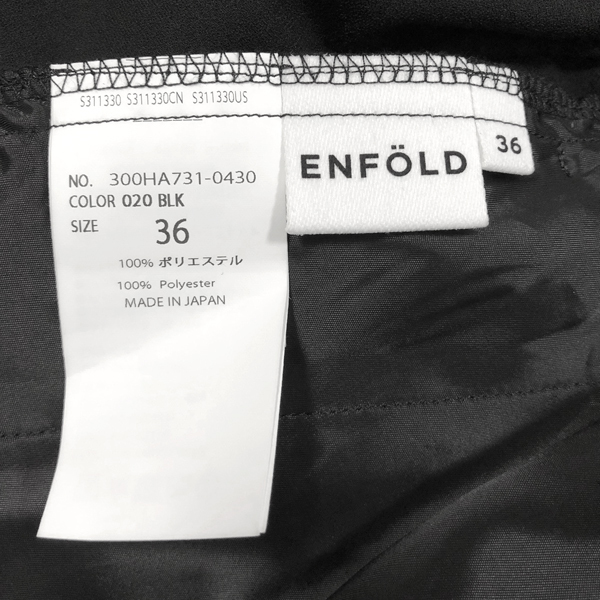 S311330 S311330CN S311330US
NO. 300HA731-0430
COLOR 020 BLK
SIZE 36
100% ポリエステル
100% Polyester
MADE IN JAPAN
ENFÖLD
36